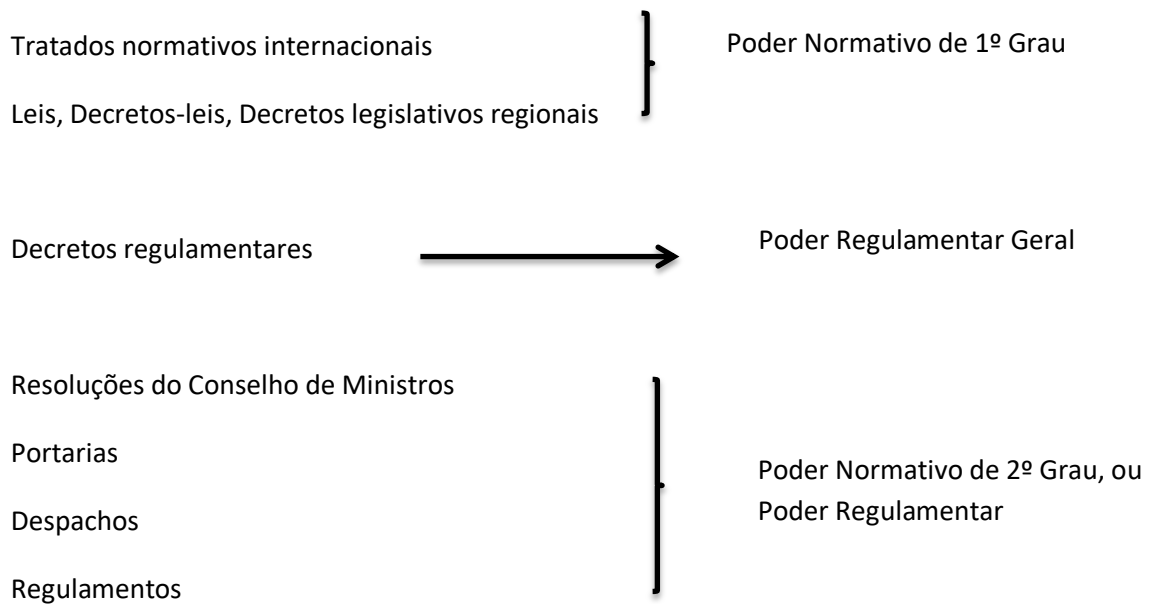 Tratados normativos internacionais
Poder Normativo de 1º Grau
Leis, Decretos-leis, Decretos legislativos regionais
Decretos regulamentares
Poder Regulamentar Geral
Resoluções do Conselho de Ministros
Portarias
Despachos
Regulamentos
Poder Normativo de 2º Grau, ou
Poder Regulamentar